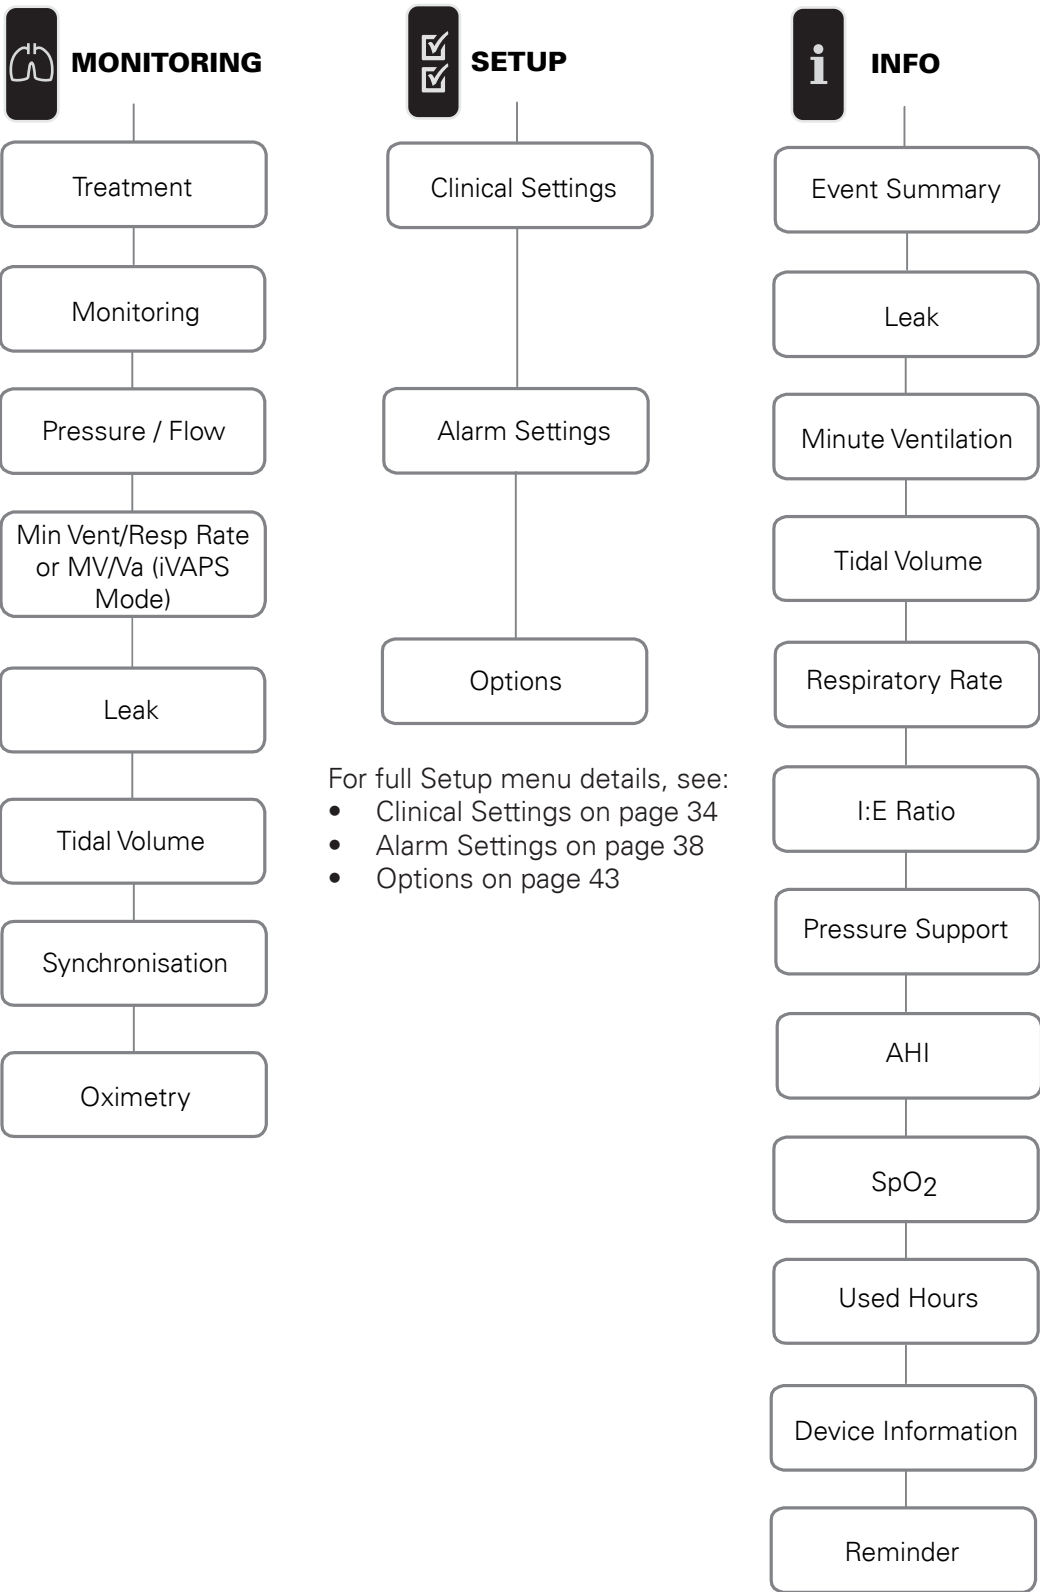 MONITORING
Treatment
Monitoring
Pressure / Flow
Min Vent/Resp Rate
or MV/Va (iVAPS
Mode)
Leak
Tidal Volume
Synchronisation
Oximetry
SETUP
Clinical Settings
Alarm Settings
Options
For full Setup menu details, see:
• Clinical Settings on page 34
• Alarm Settings on page 38
• Options on page 43
i INFO
Event Summary
Leak
Minute Ventilation
Tidal Volume
Respiratory Rate
I:E Ratio
Pressure Support
AHI
SpO2
Used Hours
Device Information
Reminder